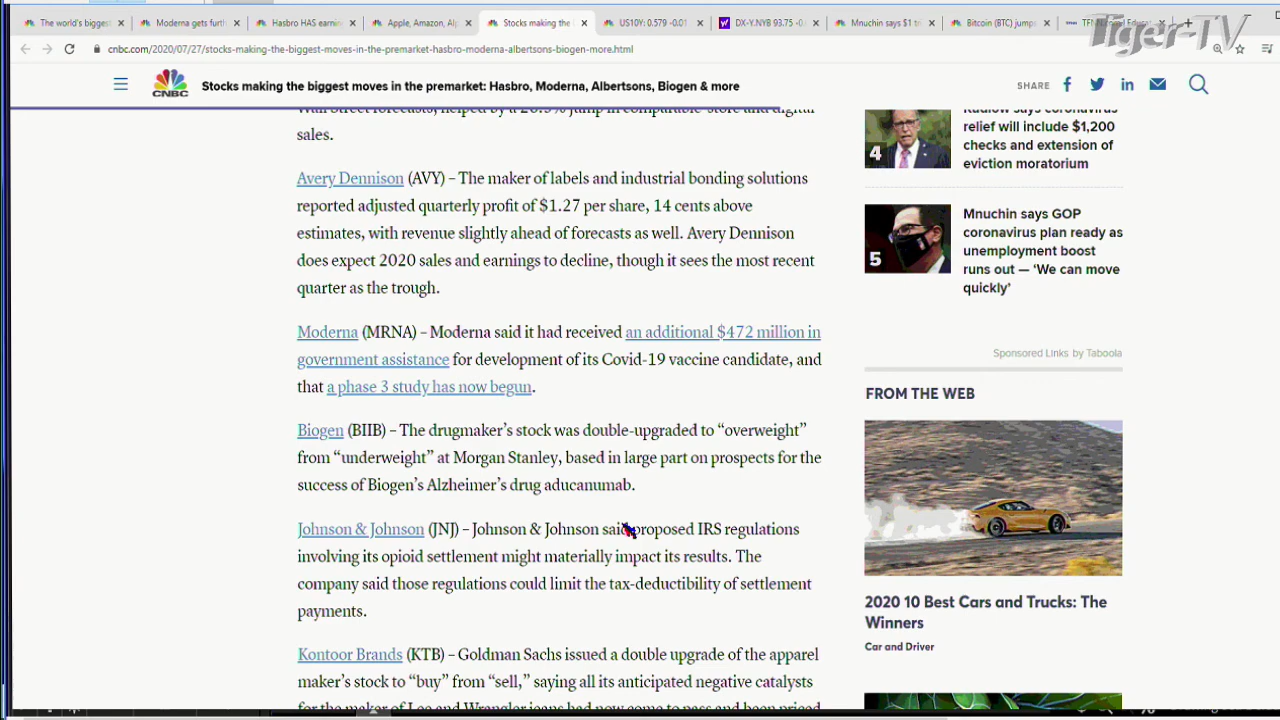 The world's biggest
Moderna gets furth
Hasbro HAS earnin
Apple, Amazon, Al
Stocks making the
US10Y: 0.579 -0.01
DX-Y.NYB 93.75 -0.
Mnuchin says $1 tr
Bitcoin (BTC) jumps
Tiger-TV
cnbc.com/2020/07/27/stocks-making-the-biggest-moves-in-the-premarket-hasbro-moderna-albertsons-biogen-more.html
CNBC
Stocks making the biggest moves in the premarket: Hasbro, Moderna, Albertsons, Biogen & more
SHARE
Wall Street forecasts, helped by a 26.5% jump in comparable-store and digital
sales.
Avery Dennison (AVY) – The maker of labels and industrial bonding solutions
reported adjusted quarterly profit of $1.27 per share, 14 cents above
estimates, with revenue slightly ahead of forecasts as well. Avery Dennison
does expect 2020 sales and earnings to decline, though it sees the most recent
quarter as the trough.
Moderna (MRNA) – Moderna said it had received an additional $472 million in
government assistance for development of its Covid-19 vaccine candidate, and
that a phase 3 study has now begun.
Biogen (BIIB) – The drugmaker's stock was double-upgraded to “overweight”
from “underweight” at Morgan Stanley, based in large part on prospects for the
success of Biogen's Alzheimer's drug aducanumab.
Johnson & Johnson (JNJ) – Johnson & Johnson said proposed IRS regulations
involving its opioid settlement might materially impact its results. The
company said those regulations could limit the tax-deductibility of settlement
payments.
Kontoor Brands (KTB) – Goldman Sachs issued a double upgrade of the apparel
maker's stock to “buy” from “sell,” saying all its anticipated negative catalysts
for the maker of Lee and Wrangler jeans had now come to pass and been priced
4
Kudlow says coronavirus
relief will include $1,200
checks and extension of
eviction moratorium
5
Mnuchin says GOP
coronavirus plan ready as
unemployment boost
runs out — ‘We can move
quickly’
Sponsored Links by Taboola
FROM THE WEB
2020 10 Best Cars and Trucks: The
Winners
Car and Driver